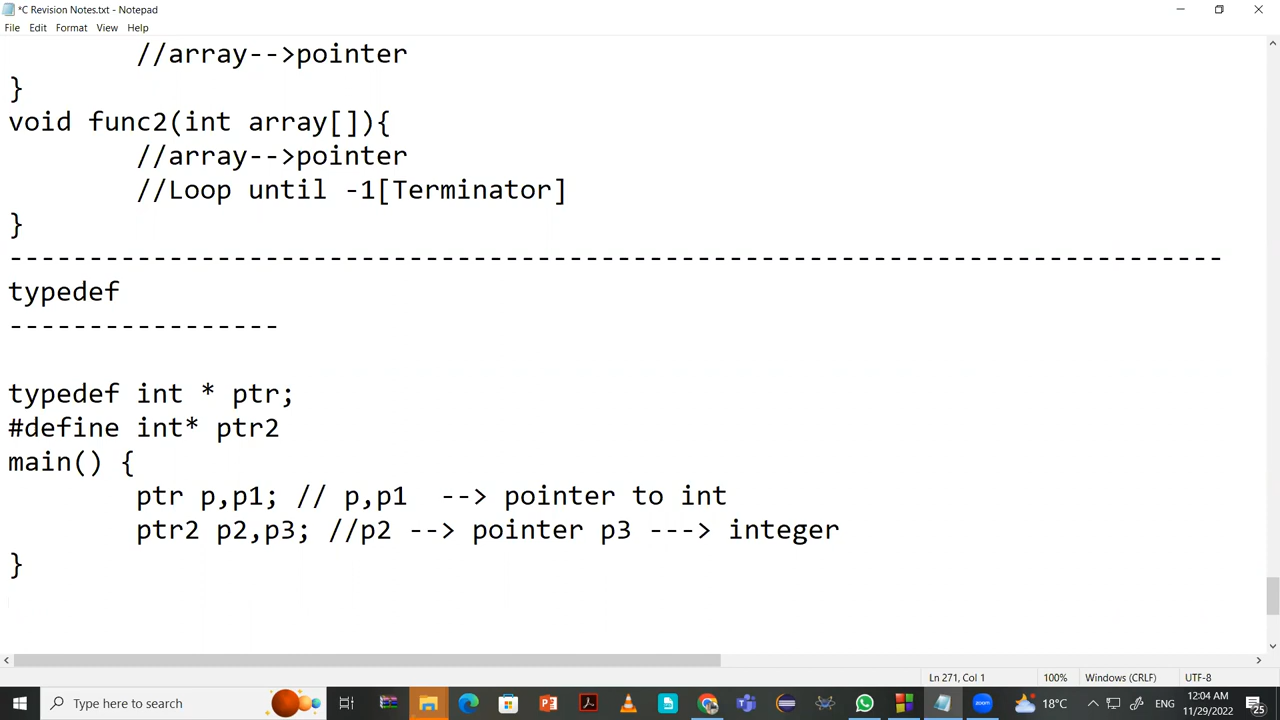 *C Revision Notes.txt - Notepad
File Edit Format View Help
//array-->pointer
}
void func2(int array[]){
//array-->pointer
//Loop until -1[Terminator]
}
----------------------------------------------------------------------------
typedef
-----------------
typedef int * ptr;
#define int* ptr2
main() {
ptr p,p1; // p,p1 --> pointer to int
ptr2 p2,p3; //p2 --> pointer p3 ---> integer
}
Ln 271, Col 1 100% Windows (CRLF) UTF-8
Type here to search
18°C
12:04 AM
11/29/2022
25